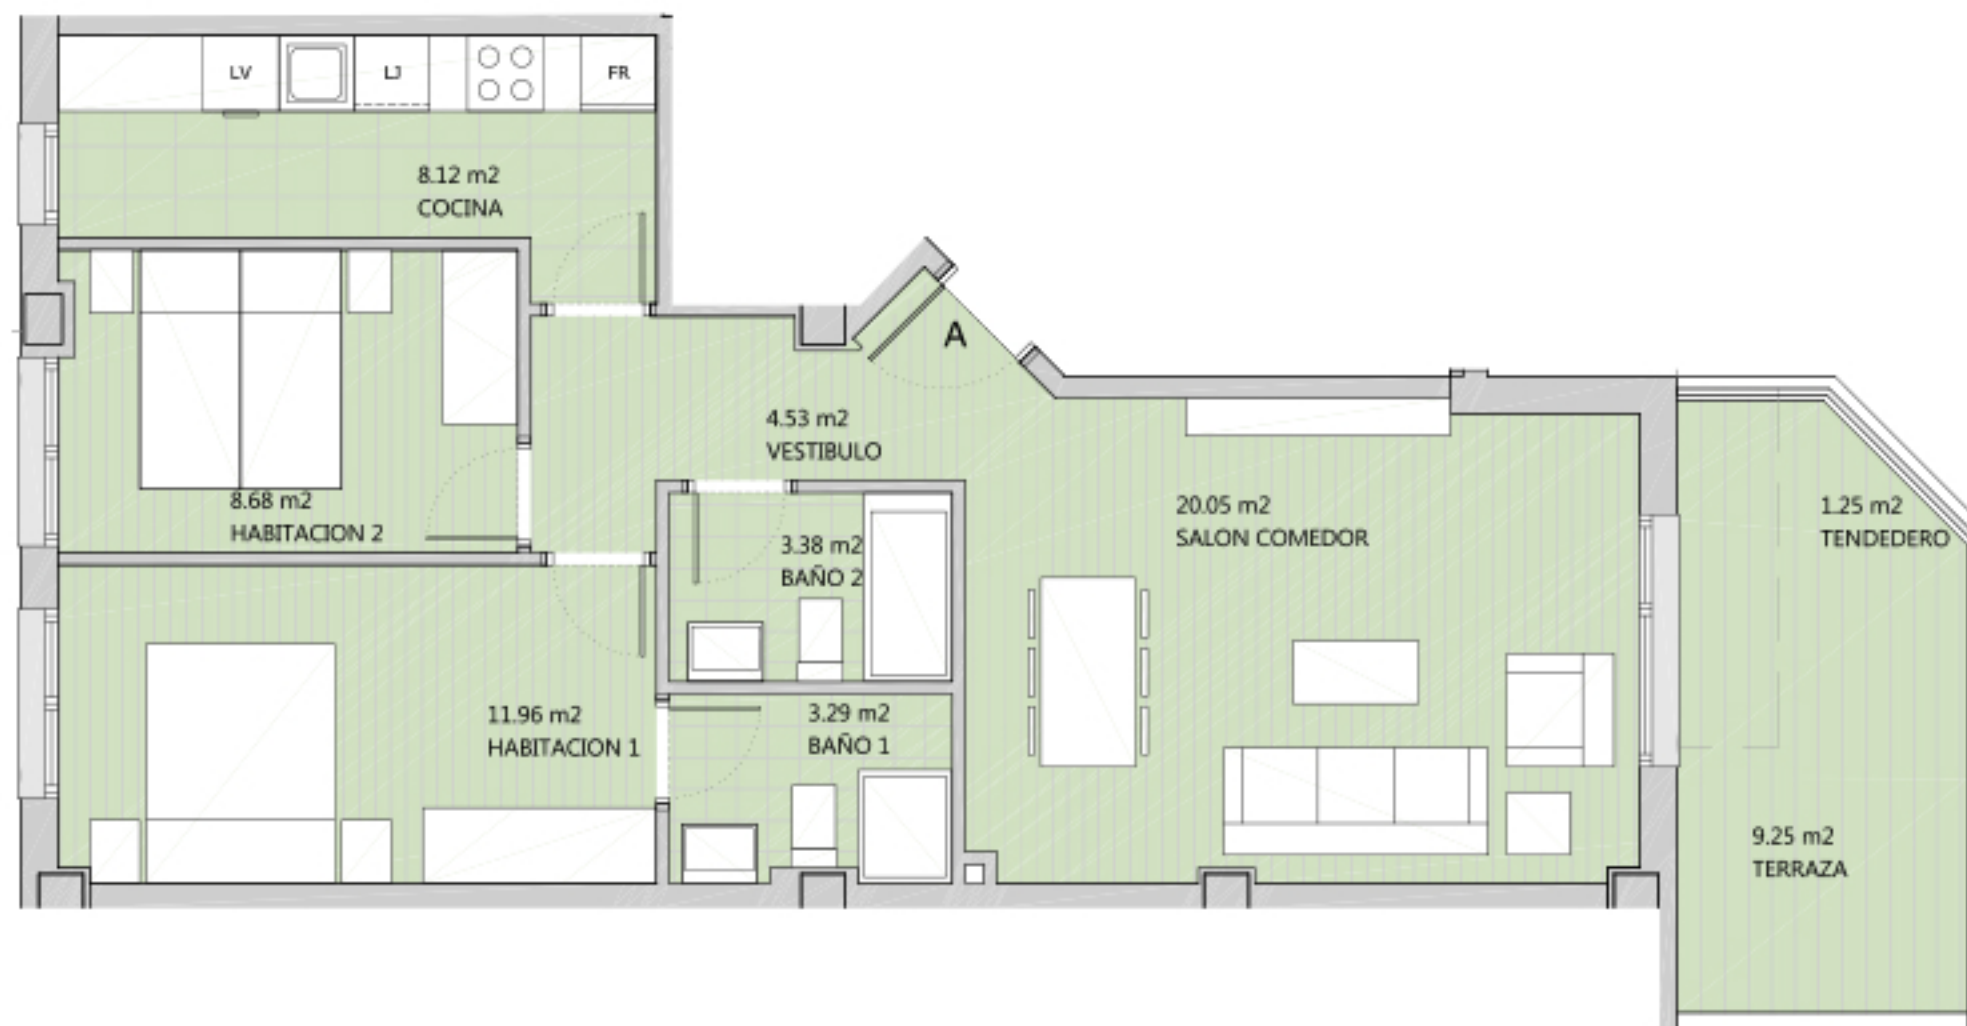 LV
LJ
FR
8.12 m2
COCINA
A
4.53 m2
VESTIBULO
8.68 m2
HABITACION 2
20.05 m2
SALON COMEDOR
1.25 m2
TENDEDERO
3.38 m2
BAÑO 2
11.96 m2
HABITACION 1
3.29 m2
BAÑO 1
9.25 m2
TERRAZA